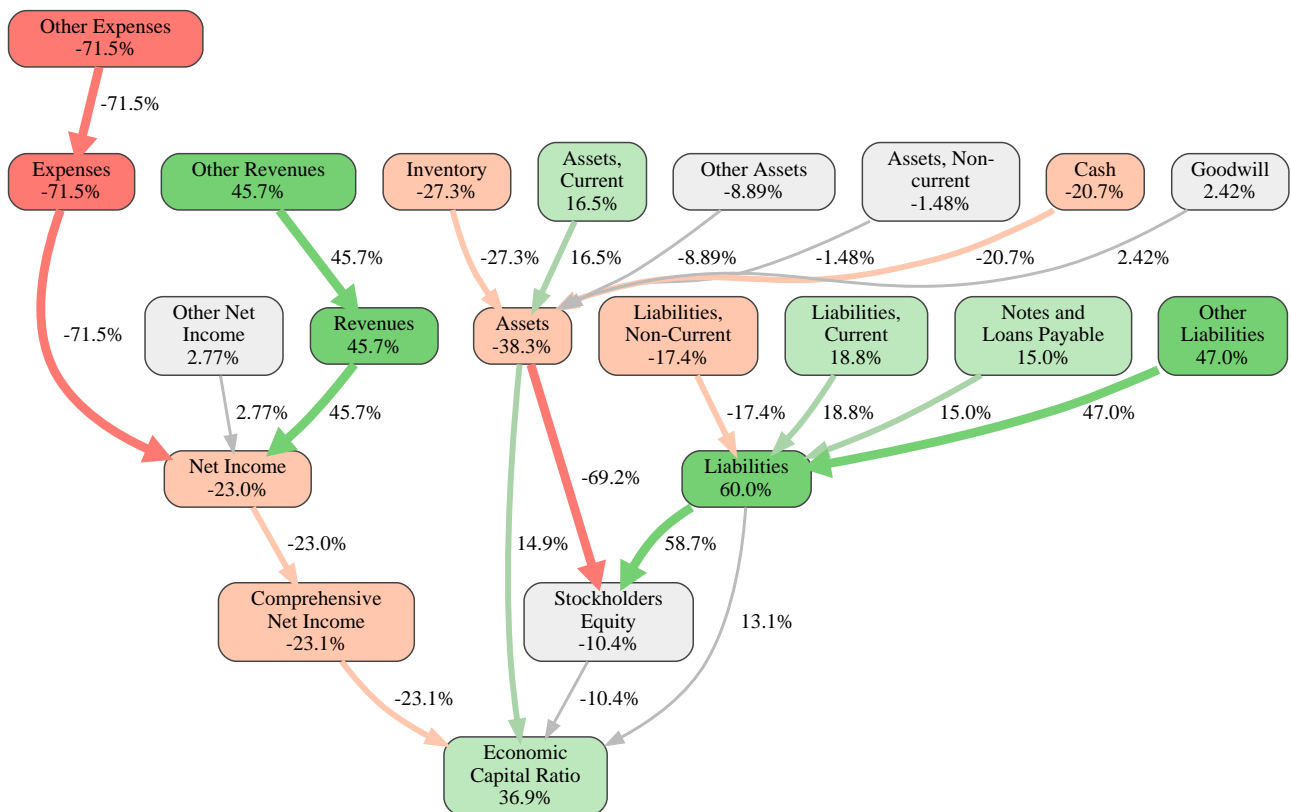 Other Expenses
-71.5%
-71.5%
Expenses
-71.5%
Other Revenues
45.7%
Inventory
-27.3%
Assets,
Current
16.5%
Other Assets
-8.89%
Assets, Non-
current
-1.48%
Cash
-20.7%
Goodwill
2.42%
45.7%
-27.3%
16.5%
-8.89%
-1.48%
-20.7%
2.42%
-71.5%
Other Net
Income
2.77%
Revenues
45.7%
Assets
-38.3%
Liabilities,
Non-Current
-17.4%
Liabilities,
Current
18.8%
Notes and
Loans Payable
15.0%
Other
Liabilities
47.0%
2.77%
45.7%
-17.4%
18.8%
15.0%
47.0%
Net Income
-23.0%
-69.2%
Liabilities
60.0%
-23.0%
14.9%
58.7%
Comprehensive
Net Income
-23.1%
Stockholders
Equity
-10.4%
13.1%
-23.1%
-10.4%
Economic
Capital Ratio
36.9%